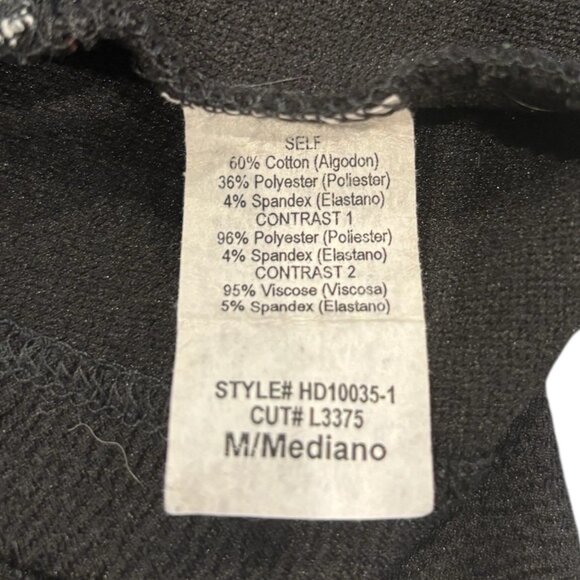 SELF
60% Cotton (Algodon)
36% Polyester (Poliester)
4% Spandex (Elastano)
CONTRAST 1
96% Polyester (Poliester)
4% Spandex (Elastano)
CONTRAST 2
95% Viscose (Viscosa)
5% Spandex (Elastano)
STYLE# HD10035-1
CUT# L3375
M/Mediano